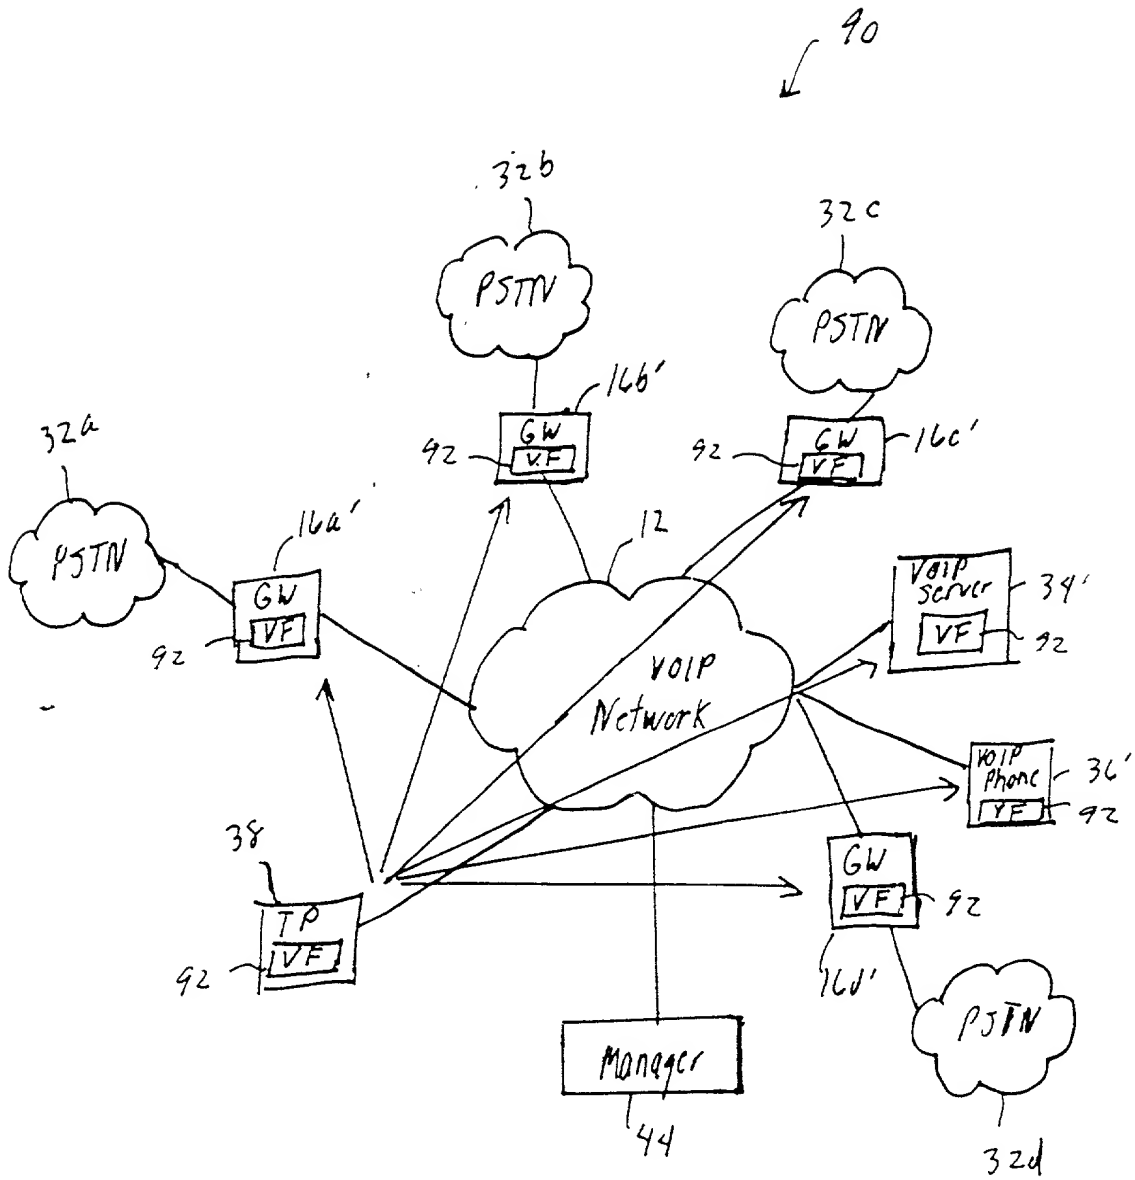 90
32b
32c
PSTN
PSTN
16b'
GW
VF
92
16c'
GW
VF
92
32a
PSTN
16a'
GW
VF
92
12
VOIP
Network
VOIP
Server
VF
34'
92
VOIP
Phone
VF
36'
92
38
TP
VF
92
GW
VF
92
16d'
PSTN
32d
Manager
44